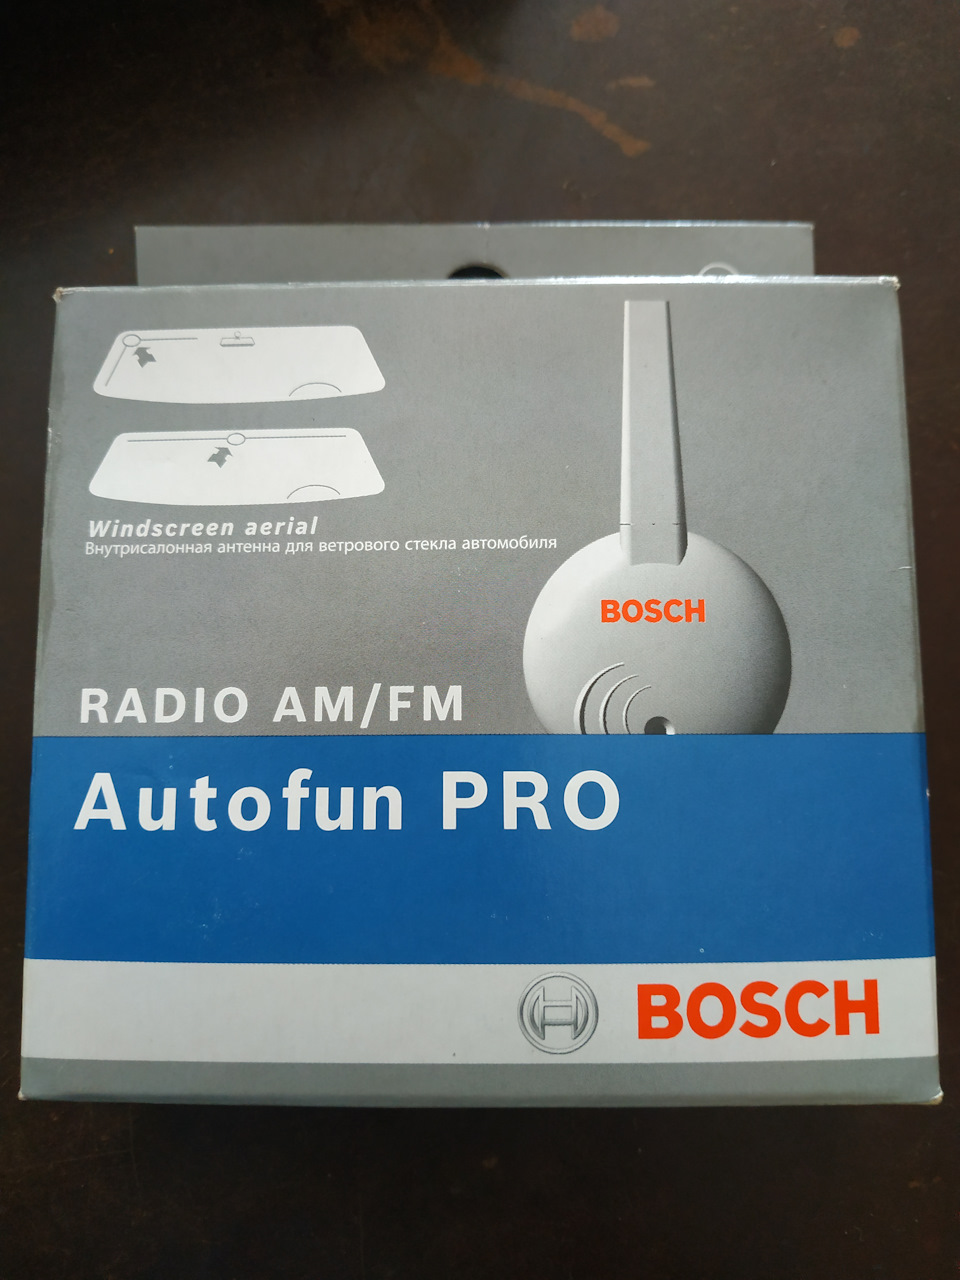 Windscreen aerial
Внутрисалонная антенна для ветрового стекла автомобиля
BOSCH
RADIO AM/FM
Autofun PRO
BOSCH